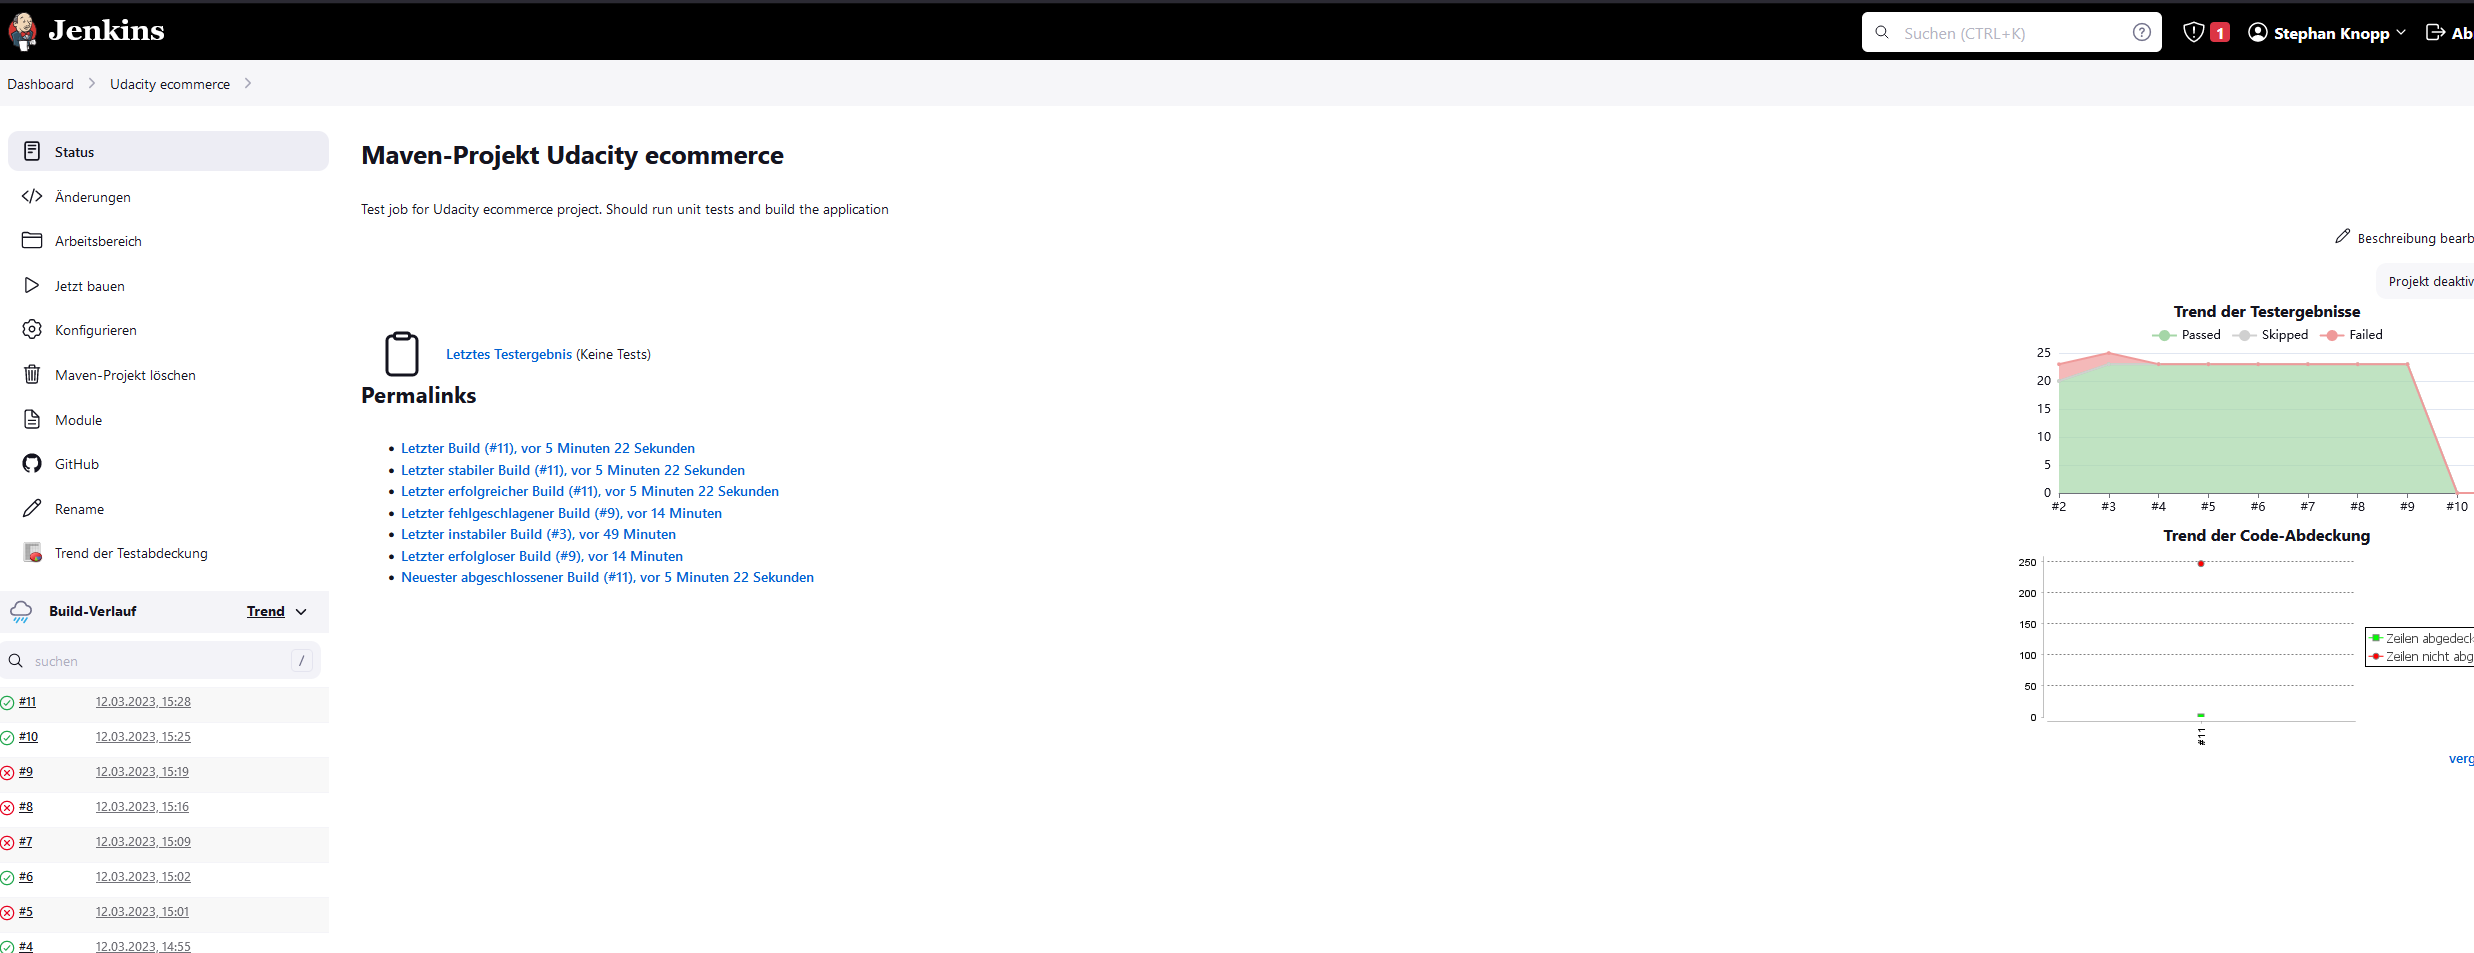 Jenkins
Suchen (CTRL+K)
?
1
Stephan Knopp
Ab
Dashboard
Udacity ecommerce
Status
Änderungen
Arbeitsbereich
Jetzt bauen
Konfigurieren
Maven-Projekt löschen
Module
GitHub
Rename
Trend der Testabdeckung
Build-Verlauf Trend
suchen /
#11 12.03.2023, 15:28
#10 12.03.2023, 15:25
#9 12.03.2023, 15:19
#8 12.03.2023, 15:16
#7 12.03.2023, 15:09
#6 12.03.2023, 15:02
#5 12.03.2023, 15:01
#4 12.03.2023, 14:55
Maven-Projekt Udacity ecommerce
Test job for Udacity ecommerce project. Should run unit tests and build the application
Letztes Testergebnis (Keine Tests)
Permalinks
Letzter Build (#11), vor 5 Minuten 22 Sekunden
Letzter stabiler Build (#11), vor 5 Minuten 22 Sekunden
Letzter erfolgreicher Build (#11), vor 5 Minuten 22 Sekunden
Letzter fehlgeschlagener Build (#9), vor 14 Minuten
Letzter instabiler Build (#3), vor 49 Minuten
Letzter erfolgloser Build (#9), vor 14 Minuten
Neuester abgeschlossener Build (#11), vor 5 Minuten 22 Sekunden
Beschreibung bearb
Projekt deaktiv
Trend der Testergebnisse
Passed Skipped Failed
25
20
15
10
5
0
#2 #3 #4 #5 #6 #7 #8 #9 #10
Trend der Code-Abdeckung
250
200
150
100
50
0
#11
Zeilen abgedeck
Zeilen nicht abg
verg